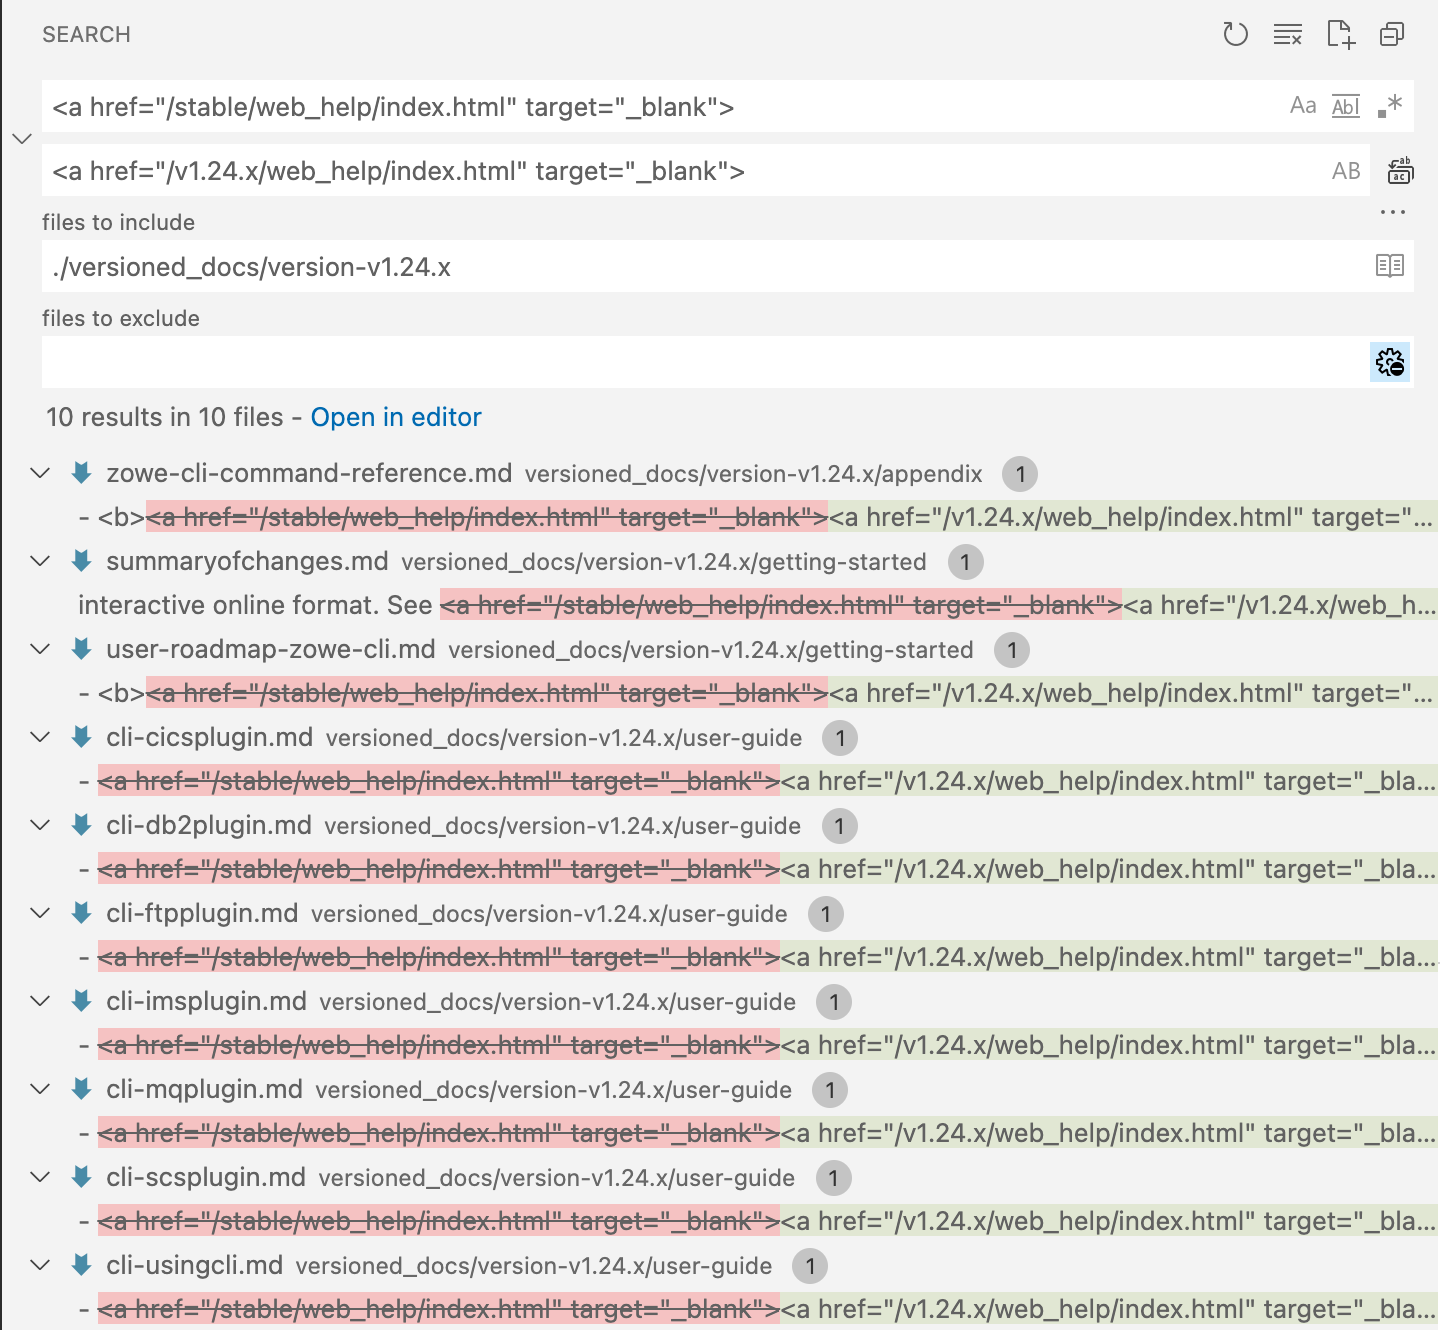 SEARCH
<a href="/stable/web_help/index.html" target="_blank">
Aa Abl .*
<a href="/v1.24.x/web_help/index.html" target="_blank">
AB ab ac
...
files to include
./versioned_docs/version-v1.24.x
files to exclude
10 results in 10 files - Open in editor
zowe-cli-command-reference.md versioned_docs/version-v1.24.x/appendix 1
- <b><a href="/stable/web_help/index.html" target="_blank"><a href="/v1.24.x/web_help/index.html" target="...
summaryofchanges.md versioned_docs/version-v1.24.x/getting-started 1
interactive online format. See <a href="/stable/web_help/index.html" target="_blank"><a href="/v1.24.x/web_h...
user-roadmap-zowe-cli.md versioned_docs/version-v1.24.x/getting-started 1
- <b><a href="/stable/web_help/index.html" target="_blank"><a href="/v1.24.x/web_help/index.html" target="...
cli-cicsplugin.md versioned_docs/version-v1.24.x/user-guide 1
- <a href="/stable/web_help/index.html" target="_blank"><a href="/v1.24.x/web_help/index.html" target="_bla...
cli-db2plugin.md versioned_docs/version-v1.24.x/user-guide 1
- <a href="/stable/web_help/index.html" target="_blank"><a href="/v1.24.x/web_help/index.html" target="_bla...
cli-ftpplugin.md versioned_docs/version-v1.24.x/user-guide 1
- <a href="/stable/web_help/index.html" target="_blank"><a href="/v1.24.x/web_help/index.html" target="_bla...
cli-imsplugin.md versioned_docs/version-v1.24.x/user-guide 1
- <a href="/stable/web_help/index.html" target="_blank"><a href="/v1.24.x/web_help/index.html" target="_bla...
cli-mqplugin.md versioned_docs/version-v1.24.x/user-guide 1
- <a href="/stable/web_help/index.html" target="_blank"><a href="/v1.24.x/web_help/index.html" target="_bla...
cli-scsplugin.md versioned_docs/version-v1.24.x/user-guide 1
- <a href="/stable/web_help/index.html" target="_blank"><a href="/v1.24.x/web_help/index.html" target="_bla...
cli-usingcli.md versioned_docs/version-v1.24.x/user-guide 1
- <a href="/stable/web_help/index.html" target="_blank"><a href="/v1.24.x/web_help/index.html" target="_bla...